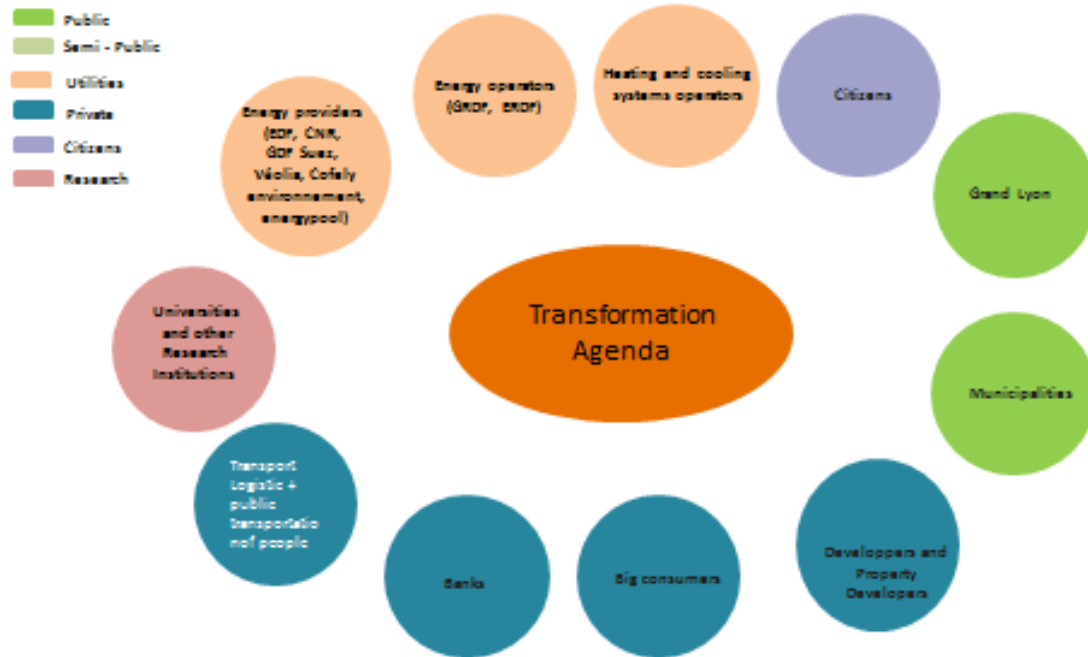 Public
Semi - Public
Utilities
Private
Citizens
Research
Energy operators
(GRDF, ERDF)
Heating and cooling
systems operators
Citizens
Energy providers
(EDF, CNR,
GDF Suez,
Véolia, Cofely
environnement,
energypool)
Grand Lyon
Transformation
Agenda
Universities
and other
Research
Institutions
Municipalities
Transport
Logistic +
public
transportatio
nof people
Banks
Big consumers
Developpers and
Property
Developers